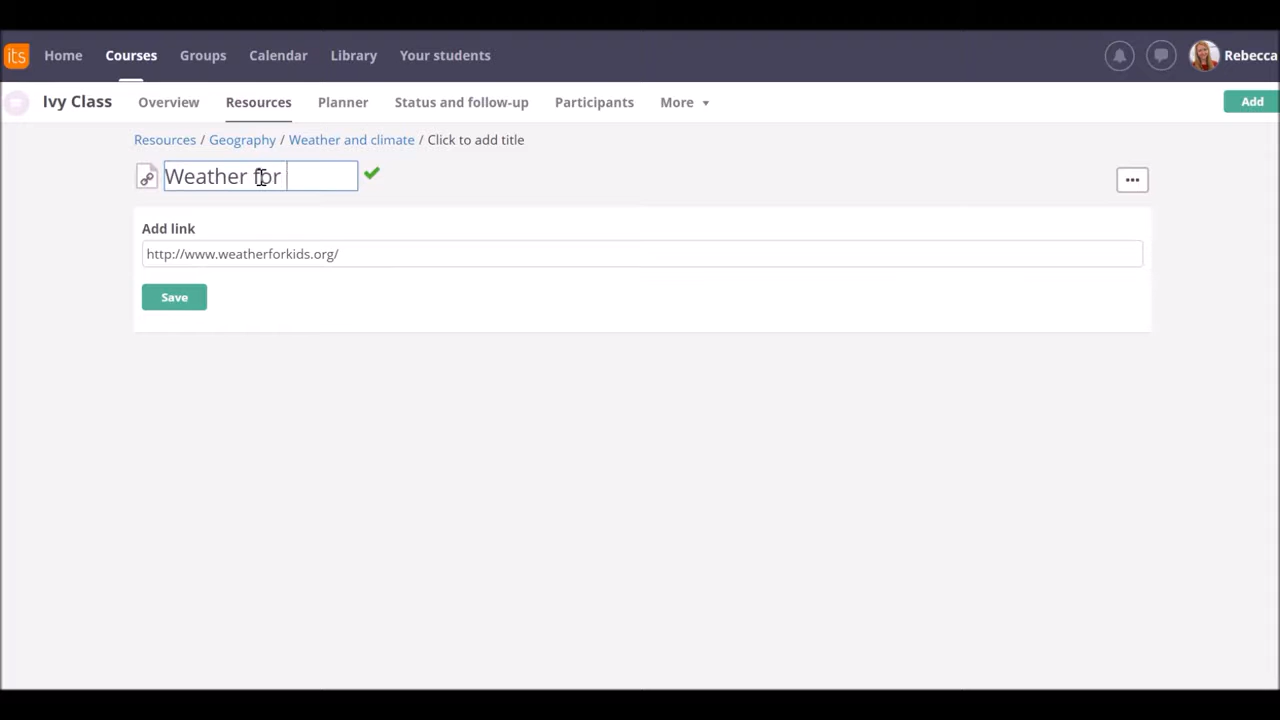 its Home Courses Groups Calendar Library Your students Rebecca
Ivy Class Overview Resources Planner Status and follow-up Participants More Add
Resources / Geography / Weather and climate / Click to add title
Weather for
Add link
http://www.weatherforkids.org/
Save